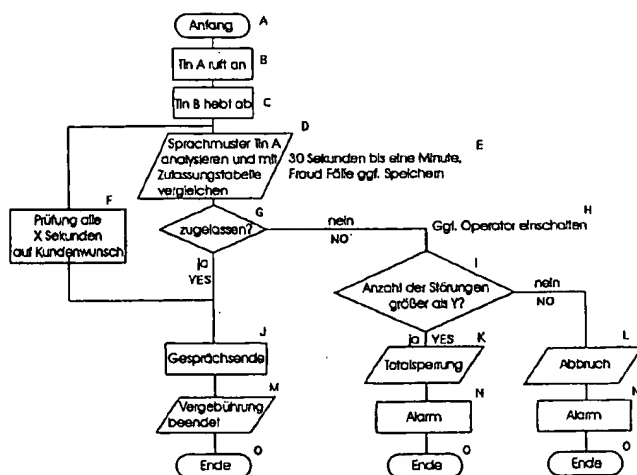 Anfang A
Tln A ruft an B
Tln B hebt ab C
D
Sprachmuster Tln A
analysieren und mit
Zulassungstabelle
vergleichen
E
30 Sekunden bis eine Minute,
Fraud Fälle ggf. Speichern
F
Prüfung alle
X Sekunden
auf Kundenwunsch
G
zugelassen?
nein
NO
ja
YES
H
Ggf. Operator einschalten
I
Anzahl der Störungen
größer als Y?
nein
NO
ja YES
J
Gesprächsende
K
Totalsperrung
L
Abbruch
M
Vergebührung
beendet
N
Alarm
N
Alarm
O
Ende
O
Ende
O
Ende